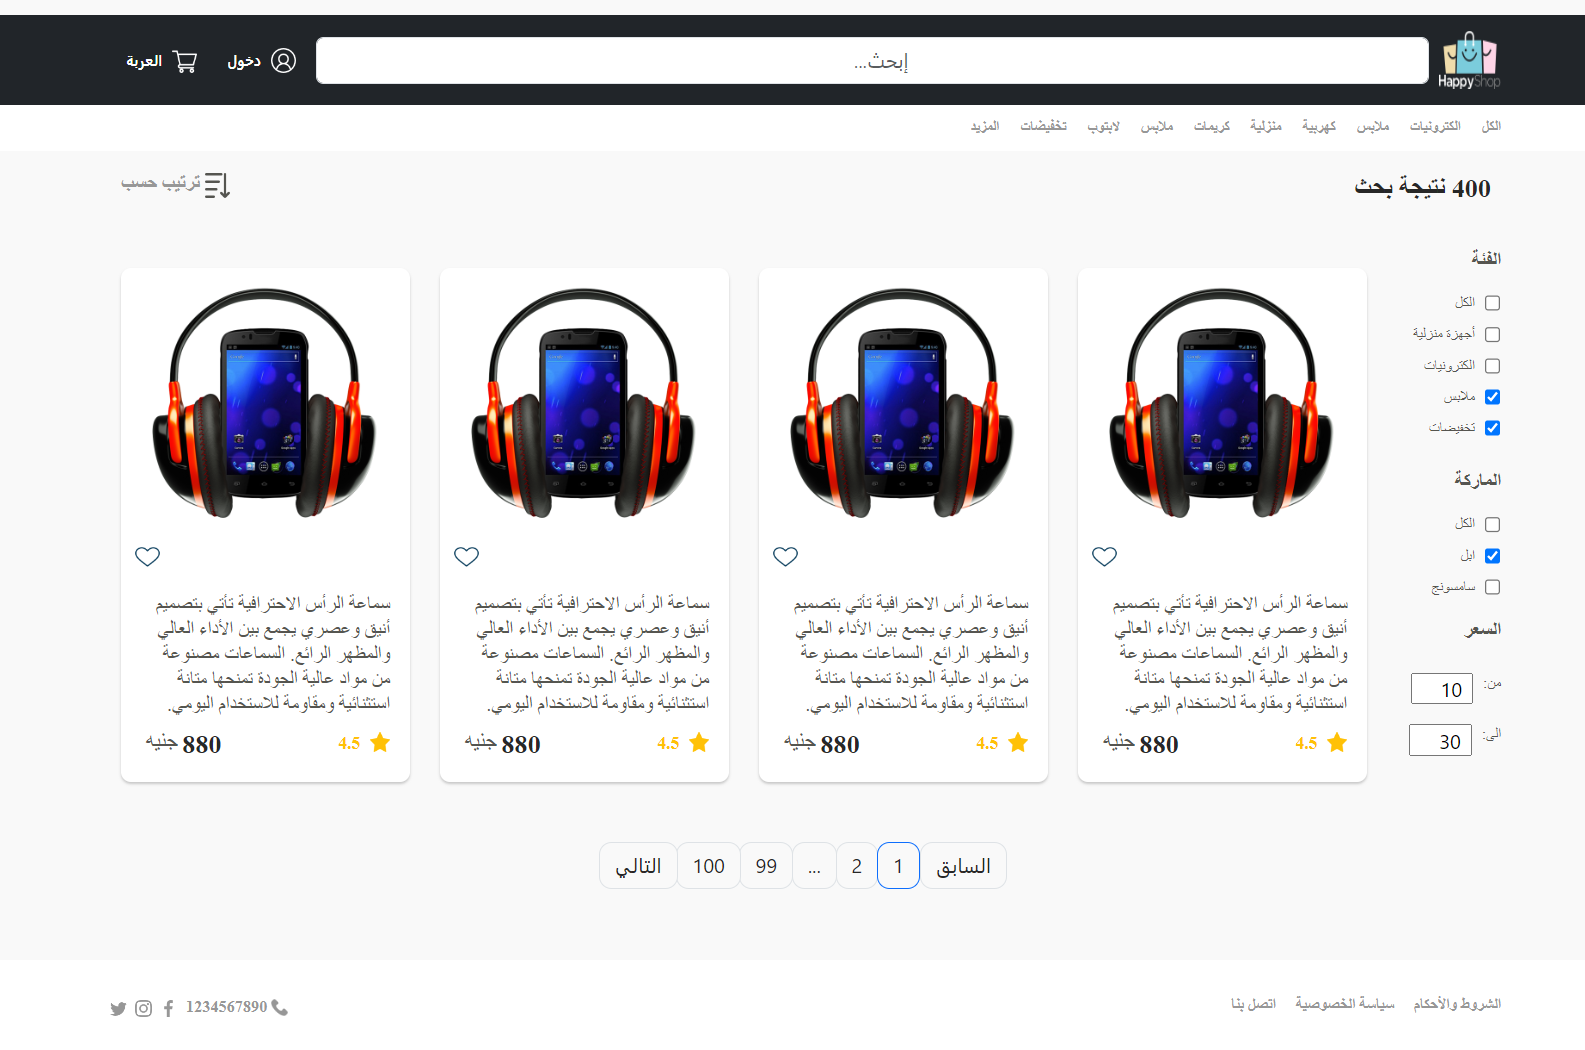 HappyShop
إبحث...
دخول
العربة
الكل الكترونيات ملابس كهربية منزلية كريمات ملابس لابتوب تخفيضات المزيد
400 نتيجة بحث
ترتيب حسب
الفئة
الكل
أجهزة منزلية
الكترونيات
ملابس
تخفيضات
الماركة
الكل
ابل
سامسونج
السعر
من: 10
الى: 30
سماعة الرأس الاحترافية تأتي بتصميم
أنيق وعصري يجمع بين الأداء العالي
والمظهر الرائع. السماعات مصنوعة
من مواد عالية الجودة تمنحها متانة
استثنائية ومقاومة للاستخدام اليومي.
4.5 880 جنيه
سماعة الرأس الاحترافية تأتي بتصميم
أنيق وعصري يجمع بين الأداء العالي
والمظهر الرائع. السماعات مصنوعة
من مواد عالية الجودة تمنحها متانة
استثنائية ومقاومة للاستخدام اليومي.
4.5 880 جنيه
سماعة الرأس الاحترافية تأتي بتصميم
أنيق وعصري يجمع بين الأداء العالي
والمظهر الرائع. السماعات مصنوعة
من مواد عالية الجودة تمنحها متانة
استثنائية ومقاومة للاستخدام اليومي.
4.5 880 جنيه
سماعة الرأس الاحترافية تأتي بتصميم
أنيق وعصري يجمع بين الأداء العالي
والمظهر الرائع. السماعات مصنوعة
من مواد عالية الجودة تمنحها متانة
استثنائية ومقاومة للاستخدام اليومي.
4.5 880 جنيه
السابق 1 2 ... 99 100 التالي
الشروط والأحكام سياسة الخصوصية اتصل بنا
1234567890